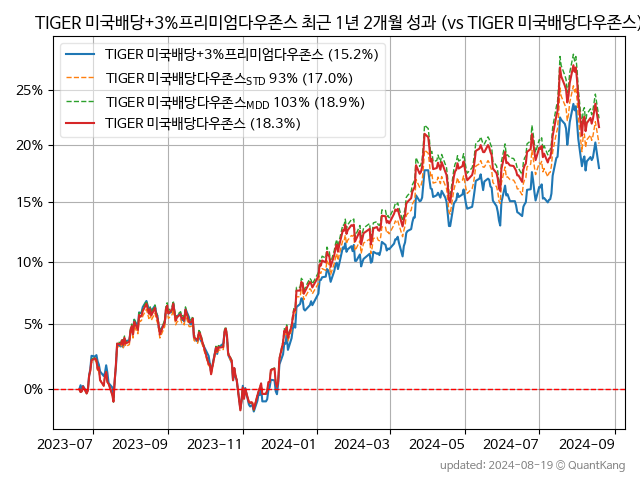 TIGER 미국배당+3%프리미엄다우존스 최근 1년 2개월 성과 (vs TIGER 미국배당다우존스)
TIGER 미국배당+3%프리미엄다우존스 (15.2%)
TIGER 미국배당다우존스STD 93% (17.0%)
TIGER 미국배당다우존스MDD 103% (18.9%)
TIGER 미국배당다우존스 (18.3%)
25%
20%
15%
10%
5%
0%
2023-07 2023-09 2023-11 2024-01 2024-03 2024-05 2024-07 2024-09
updated: 2024-08-19 © QuantKang